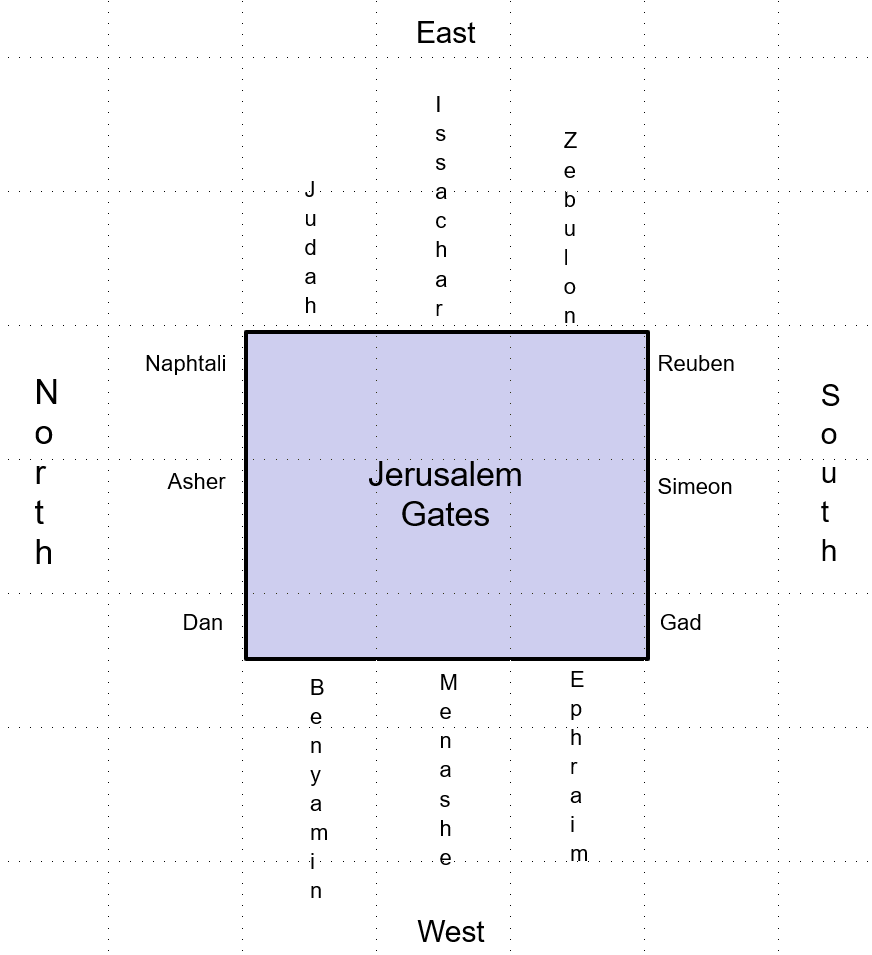 East
Judah
Issachar
Zebulon
Naphtali
Reuben
North
South
Asher
Jerusalem
Gates
Simeon
Dan
Gad
Benyamin
Menashe
Ephraim
West